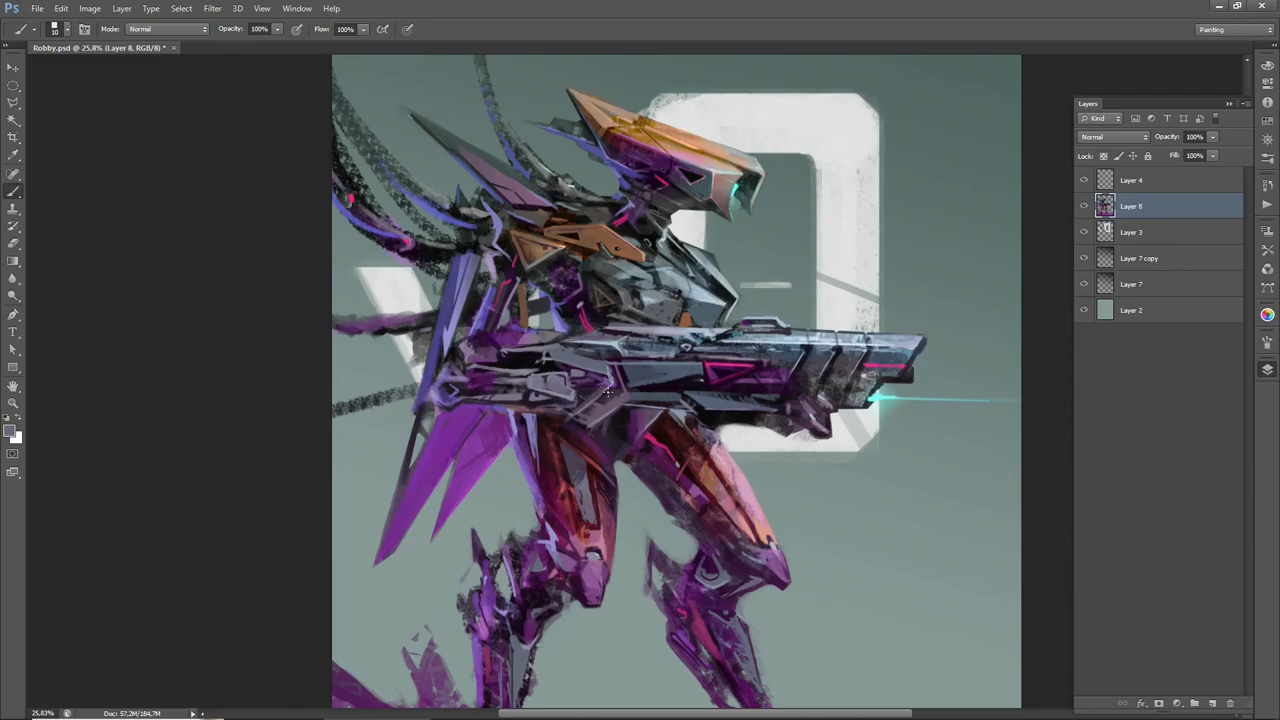 Ps File Edit Image Layer Type Select Filter 3D View Window Help
10 Mode: Normal Opacity: 100% Flow: 100% Painting
Robby.psd @ 25,8% (Layer 8, RGB/8) * ×
Layers
Kind
Normal Opacity: 100%
Lock: Fill: 100%
Layer 4
Layer 8
Layer 3
Layer 7 copy
Layer 7
Layer 2
25,83% Doc: 57,2M/184,7M